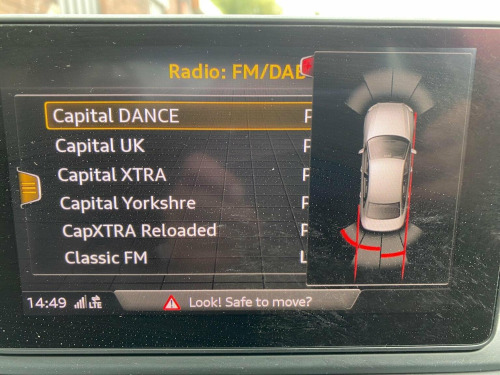 Radio: FM/DAB
Capital DANCE
Capital UK
Capital XTRA
Capital Yorkshre
CapXTRA Reloaded
Classic FM
14:49 LTE Look! Safe to move?